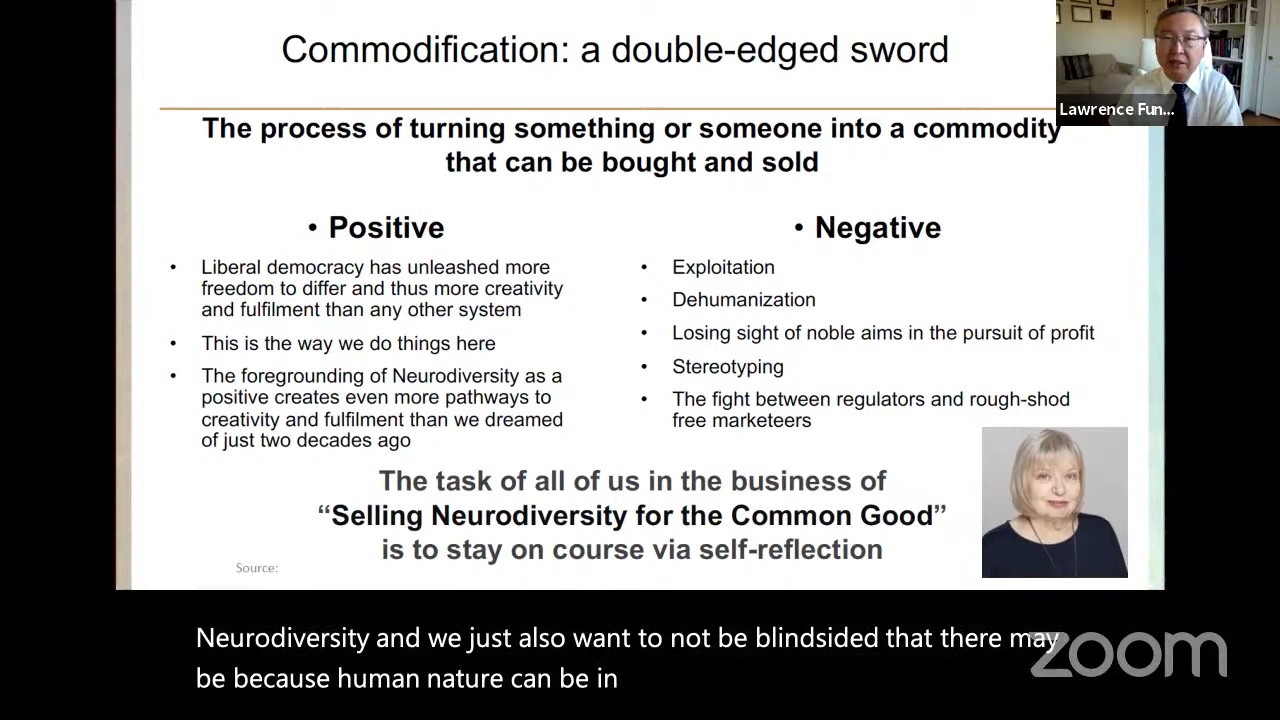 Commodification: a double-edged sword
Lawrence Fun...
The process of turning something or someone into a commodity
that can be bought and sold
• Positive
• Liberal democracy has unleashed more
freedom to differ and thus more creativity
and fulfilment than any other system
• This is the way we do things here
• The foregrounding of Neurodiversity as a
positive creates even more pathways to
creativity and fulfilment than we dreamed
of just two decades ago
• Negative
• Exploitation
• Dehumanization
• Losing sight of noble aims in the pursuit of profit
• Stereotyping
• The fight between regulators and rough-shod
free marketeers
The task of all of us in the business of
“Selling Neurodiversity for the Common Good”
is to stay on course via self-reflection
Source:
Neurodiversity and we just also want to not be blindsided that there may
be because human nature can be in
zoom